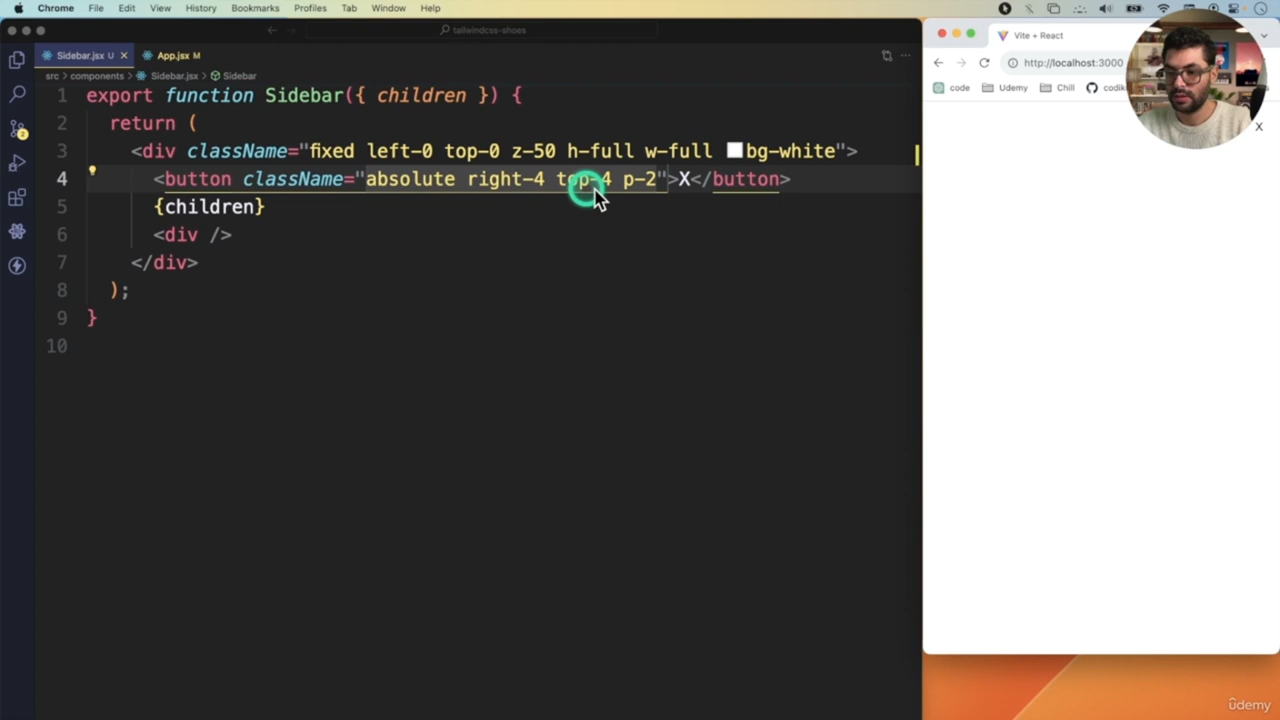 Chrome File Edit View History Bookmarks Profiles Tab Window Help
tailwindcss-shoes
Sidebar.jsx U × App.jsx M
src > components > Sidebar.jsx > Sidebar
1 export function Sidebar({ children }) {
2 return (
3 <div className="fixed left-0 top-0 z-50 h-full w-full bg-white">
4 <button className="absolute right-4 top-4 p-2">X</button>
5 {children}
6 <div />
7 </div>
8 );
9 }
10
2
Vite + React
http://localhost:3000
code Udemy Chill
X
ûdemy